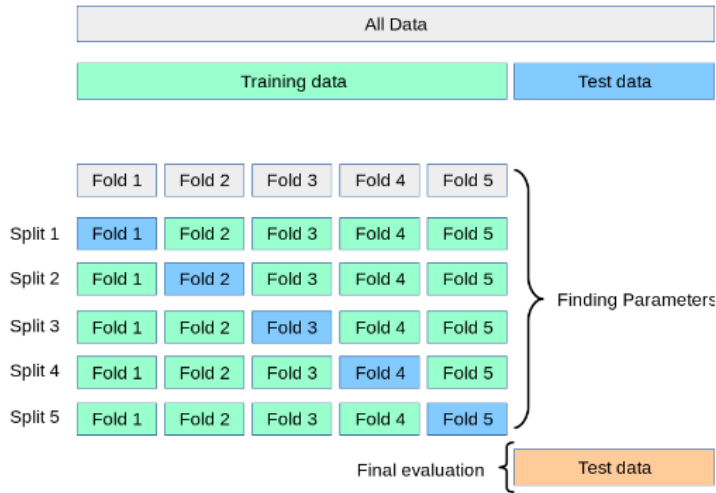 All Data
Training data Test data
Fold 1 Fold 2 Fold 3 Fold 4 Fold 5
Split 1 Fold 1 Fold 2 Fold 3 Fold 4 Fold 5
Split 2 Fold 1 Fold 2 Fold 3 Fold 4 Fold 5
Finding Parameters
Split 3 Fold 1 Fold 2 Fold 3 Fold 4 Fold 5
Split 4 Fold 1 Fold 2 Fold 3 Fold 4 Fold 5
Split 5 Fold 1 Fold 2 Fold 3 Fold 4 Fold 5
Final evaluation Test data